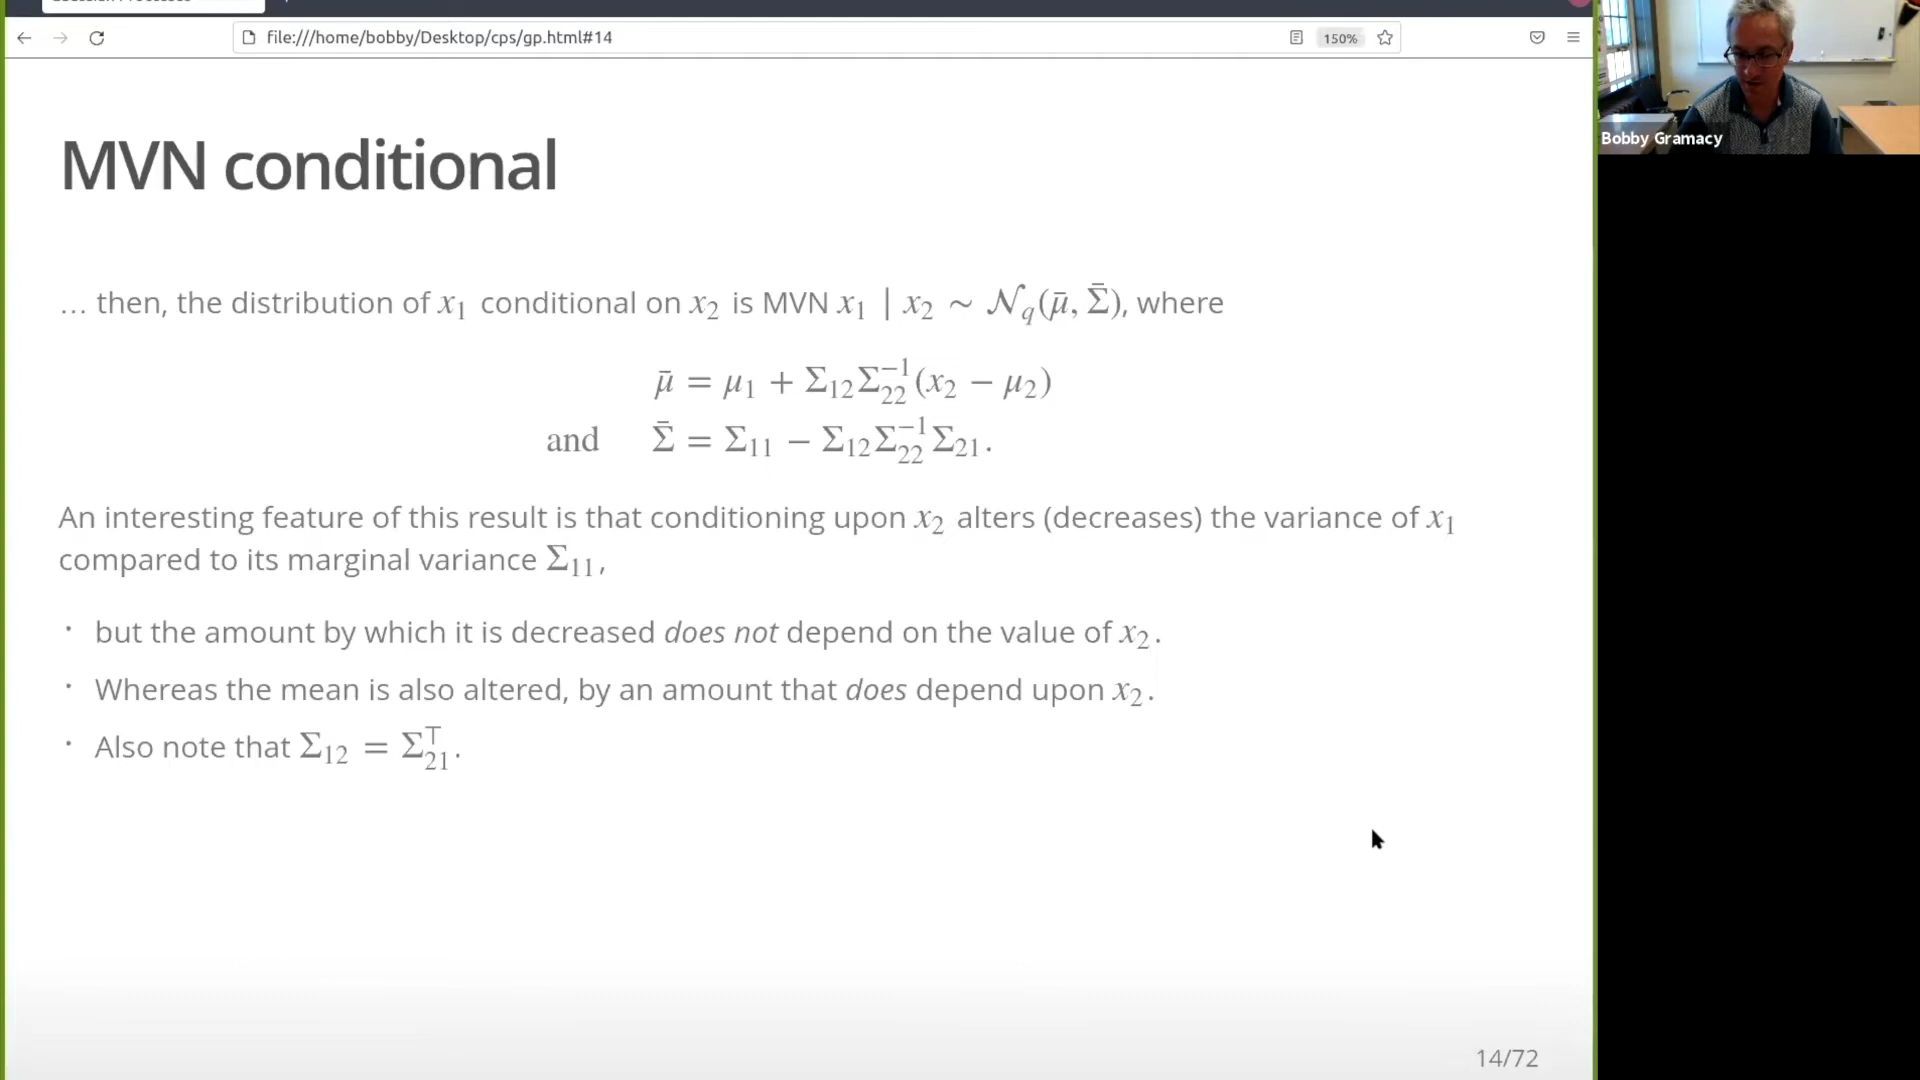 file:///home/bobby/Desktop/cps/gp.html#14
150%
Bobby Gramacy
MVN conditional
… then, the distribution of x₁ conditional on x₂ is MVN x₁ | x₂ ∼ 𝒩_q(μ̄, Σ̄), where
μ̄ = μ₁ + Σ₁₂Σ₂₂⁻¹(x₂ − μ₂)
and Σ̄ = Σ₁₁ − Σ₁₂Σ₂₂⁻¹Σ₂₁.
An interesting feature of this result is that conditioning upon x₂ alters (decreases) the variance of x₁
compared to its marginal variance Σ₁₁,
· but the amount by which it is decreased does not depend on the value of x₂.
· Whereas the mean is also altered, by an amount that does depend upon x₂.
· Also note that Σ₁₂ = Σ₂₁⊤.
14/72